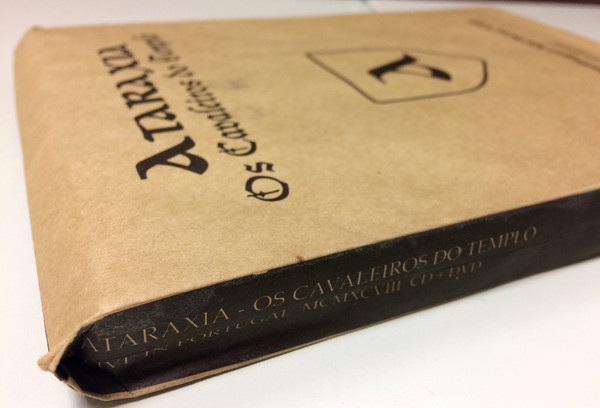 ATARAXIA
Os Cavaleiros do Templo
A
ATARAXIA - OS CAVALEIROS DO TEMPLO
LIVE IN PORTUGAL MCMXCVIII CD + DVD